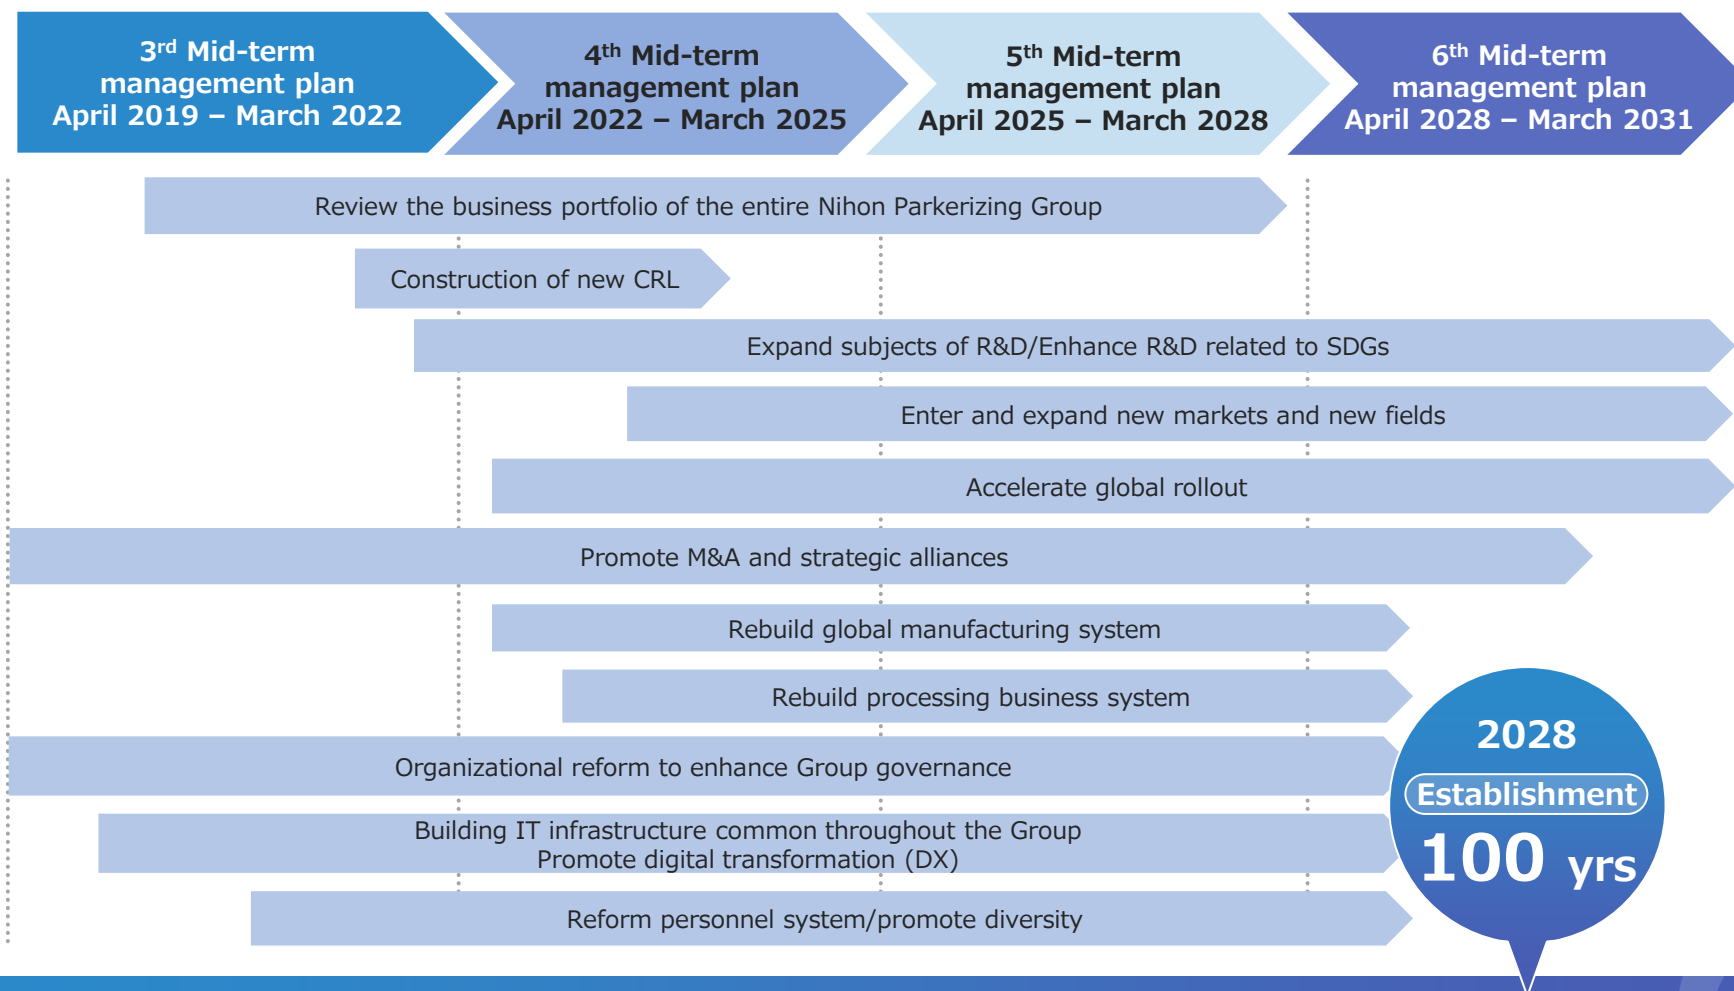 3rd Mid-term
management plan
April 2019 – March 2022
4th Mid-term
management plan
April 2022 – March 2025
5th Mid-term
management plan
April 2025 – March 2028
6th Mid-term
management plan
April 2028 – March 2031
Review the business portfolio of the entire Nihon Parkerizing Group
Construction of new CRL
Expand subjects of R&D/Enhance R&D related to SDGs
Enter and expand new markets and new fields
Accelerate global rollout
Promote M&A and strategic alliances
Rebuild global manufacturing system
Rebuild processing business system
Organizational reform to enhance Group governance
Building IT infrastructure common throughout the Group
Promote digital transformation (DX)
Reform personnel system/promote diversity
2028
Establishment
100 yrs